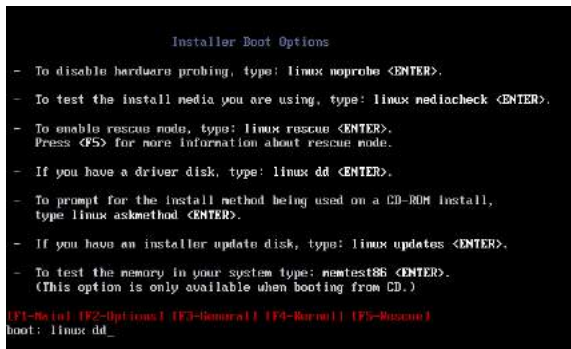 Installer Boot Options
- To disable hardware probing, type: linux noprobe <ENTER>.
- To test the install media you are using, type: linux mediacheck <ENTER>.
- To enable rescue mode, type: linux rescue <ENTER>.
Press <F5> for more information about rescue mode.
- If you have a driver disk, type: linux dd <ENTER>.
- To prompt for the install method being used on a CD-ROM install,
type linux askmethod <ENTER>.
- If you have an installer update disk, type: linux updates <ENTER>.
- To test the memory in your system type: memtest86 <ENTER>.
(This option is only available when booting from CD.)
[F1-Main] [F2-Options] [F3-General] [F4-Kernel] [F5-Rescue]
boot: linux dd_